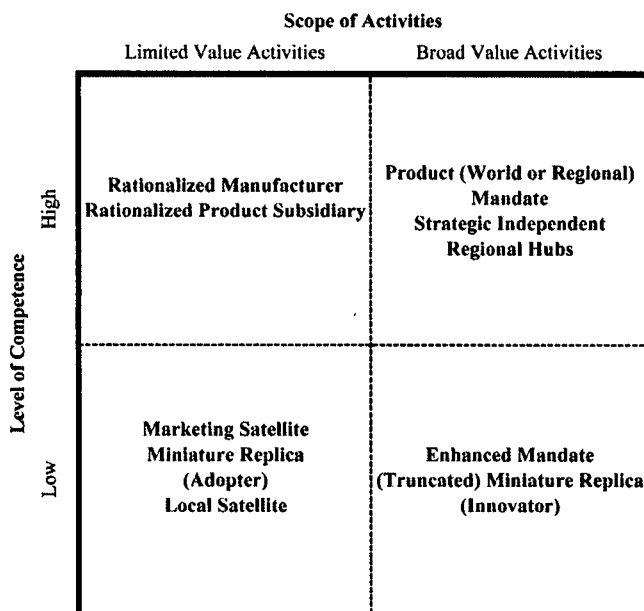 Scope of Activities
Limited Value Activities
Broad Value Activities
Level of Competence
High
Rationalized Manufacturer
Rationalized Product Subsidiary
Product (World or Regional)
Mandate
Strategic Independent
Regional Hubs
Low
Marketing Satellite
Miniature Replica
(Adopter)
Local Satellite
Enhanced Mandate
(Truncated) Miniature Replica
(Innovator)